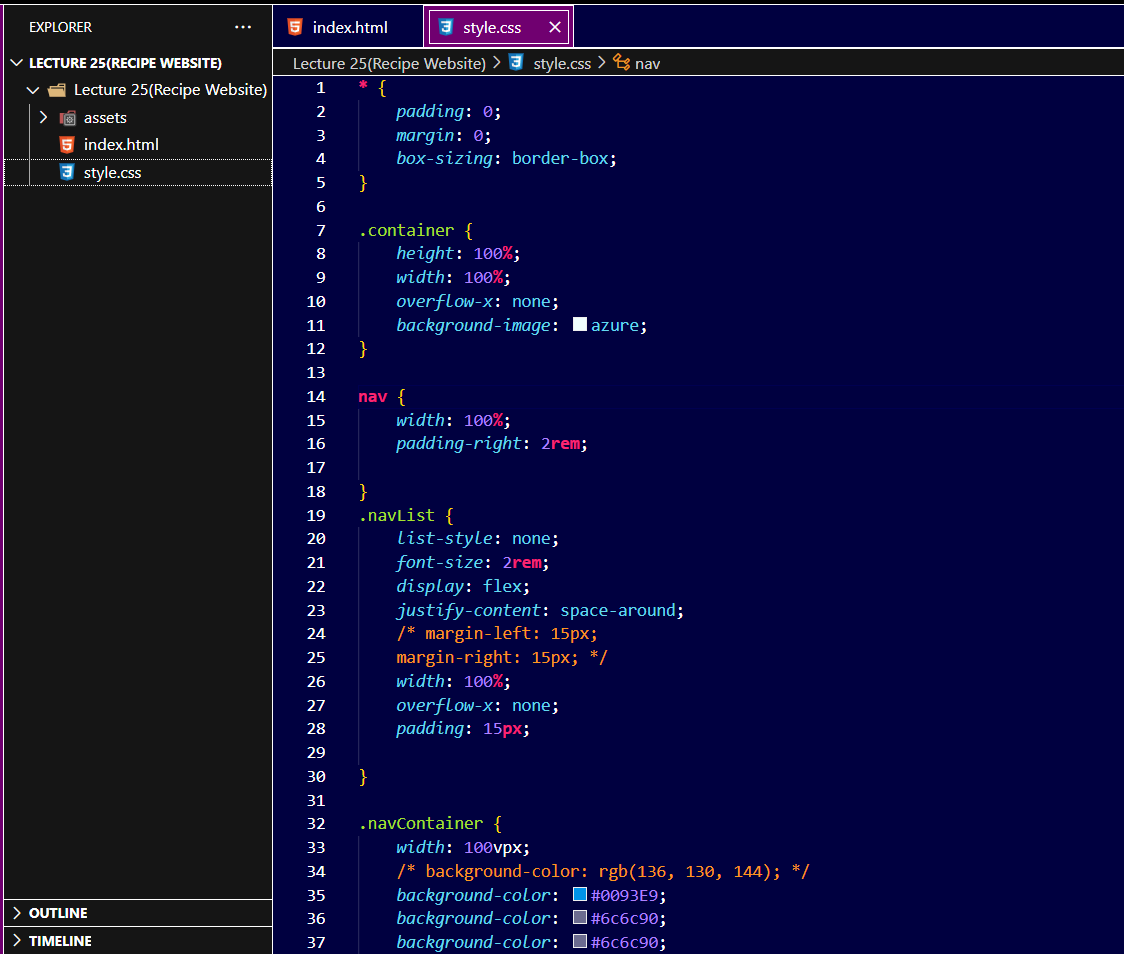 EXPLORER ...
LECTURE 25(RECIPE WEBSITE)
Lecture 25(Recipe Website)
assets
index.html
style.css
OUTLINE
TIMELINE
index.html
style.css
Lecture 25(Recipe Website) > style.css > nav
1 * {
2 padding: 0;
3 margin: 0;
4 box-sizing: border-box;
5 }
6
7 .container {
8 height: 100%;
9 width: 100%;
10 overflow-x: none;
11 background-image: azure;
12 }
13
14 nav {
15 width: 100%;
16 padding-right: 2rem;
17
18 }
19 .navList {
20 list-style: none;
21 font-size: 2rem;
22 display: flex;
23 justify-content: space-around;
24 /* margin-left: 15px;
25 margin-right: 15px; */
26 width: 100%;
27 overflow-x: none;
28 padding: 15px;
29
30 }
31
32 .navContainer {
33 width: 100vpx;
34 /* background-color: rgb(136, 130, 144); */
35 background-color: #0093E9;
36 background-color: #6c6c90;
37 background-color: #6c6c90;